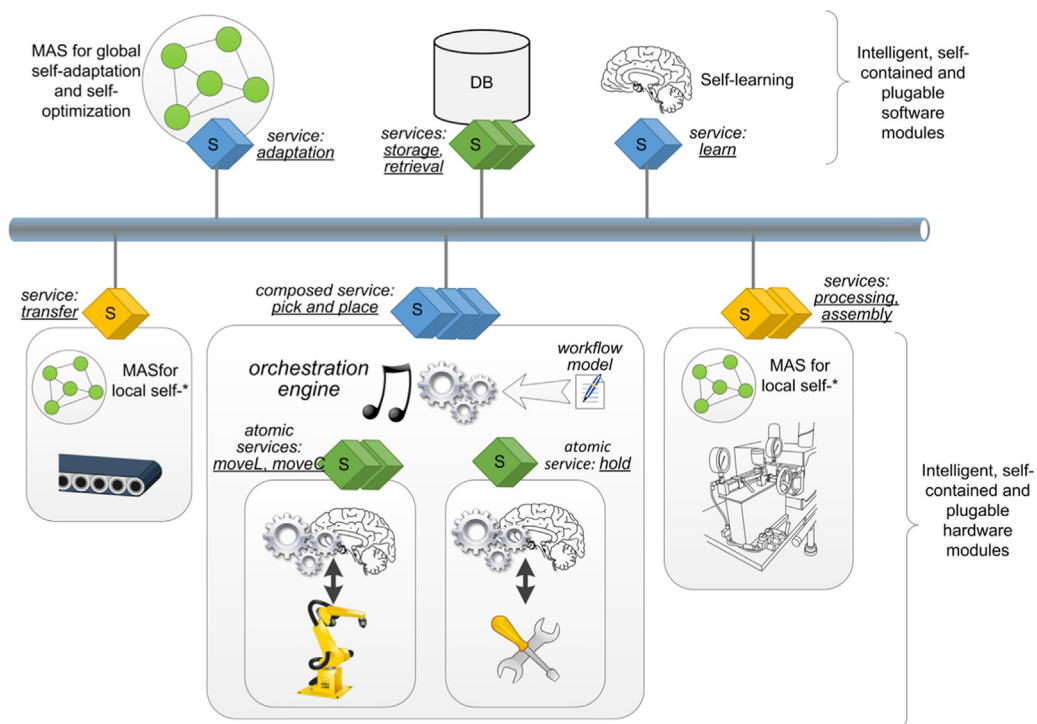 MAS for global
self-adaptation
and self-
optimization
S
service:
adaptation
DB
services:
storage,
retrieval
S
Self-learning
S
service:
learn
Intelligent, self-
contained and
plugable
software
modules
service:
transfer
S
composed service:
pick and place
S
services:
processing,
assembly
S
MASfor
local self-*
orchestration
engine
workflow
model
MAS for
local self-*
atomic
services:
moveL, moveC
S
S
atomic
service: hold
Intelligent, self-
contained and
plugable
hardware
modules